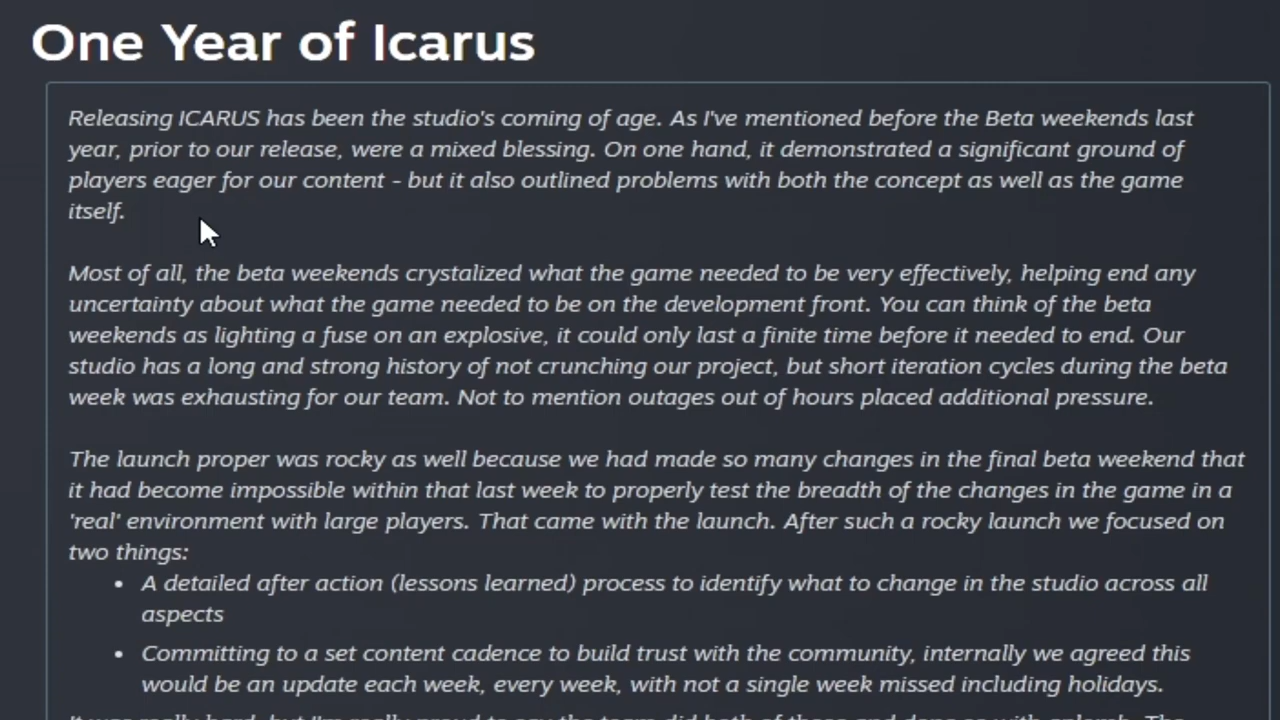 One Year of Icarus
Releasing ICARUS has been the studio's coming of age. As I've mentioned before the Beta weekends last
year, prior to our release, were a mixed blessing. On one hand, it demonstrated a significant ground of
players eager for our content - but it also outlined problems with both the concept as well as the game
itself.
Most of all, the beta weekends crystalized what the game needed to be very effectively, helping end any
uncertainty about what the game needed to be on the development front. You can think of the beta
weekends as lighting a fuse on an explosive, it could only last a finite time before it needed to end. Our
studio has a long and strong history of not crunching our project, but short iteration cycles during the beta
week was exhausting for our team. Not to mention outages out of hours placed additional pressure.
The launch proper was rocky as well because we had made so many changes in the final beta weekend that
it had become impossible within that last week to properly test the breadth of the changes in the game in a
'real' environment with large players. That came with the launch. After such a rocky launch we focused on
two things:
• A detailed after action (lessons learned) process to identify what to change in the studio across all
aspects
• Committing to a set content cadence to build trust with the community, internally we agreed this
would be an update each week, every week, with not a single week missed including holidays.